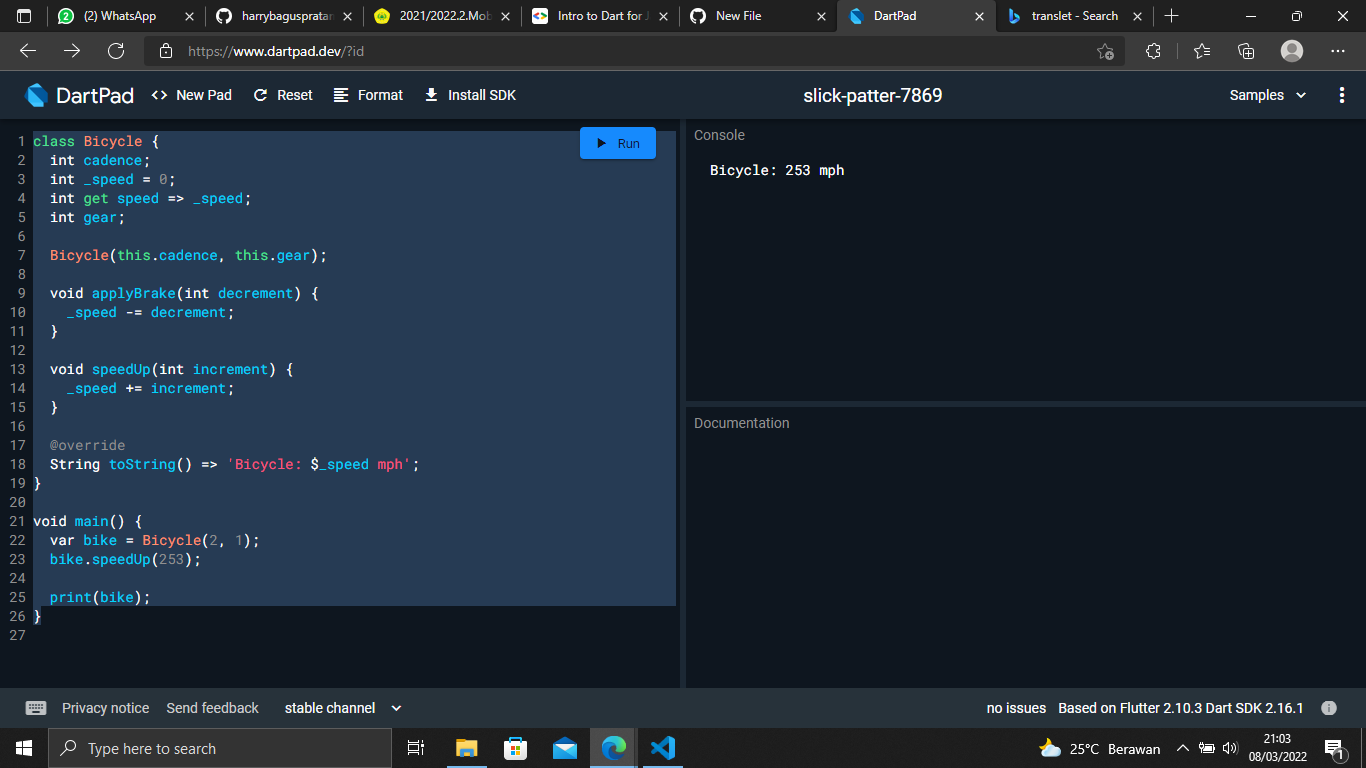 (2) WhatsApp
harrybaguspratan
2021/2022.2.Mob
Intro to Dart for J
New File
DartPad
translet - Search
https://www.dartpad.dev/?id
DartPad
<> New Pad
Reset
Format
Install SDK
slick-patter-7869
Samples
Run
1 class Bicycle {
2   int cadence;
3   int _speed = 0;
4   int get speed => _speed;
5   int gear;
6
7   Bicycle(this.cadence, this.gear);
8
9   void applyBrake(int decrement) {
10     _speed -= decrement;
11   }
12
13   void speedUp(int increment) {
14     _speed += increment;
15   }
16
17   @override
18   String toString() => 'Bicycle: $_speed mph';
19 }
20
21 void main() {
22   var bike = Bicycle(2, 1);
23   bike.speedUp(253);
24
25   print(bike);
26 }
27
Console
Bicycle: 253 mph
Documentation
Privacy notice
Send feedback
stable channel
no issues
Based on Flutter 2.10.3 Dart SDK 2.16.1
Type here to search
25°C Berawan
21:03
08/03/2022
1